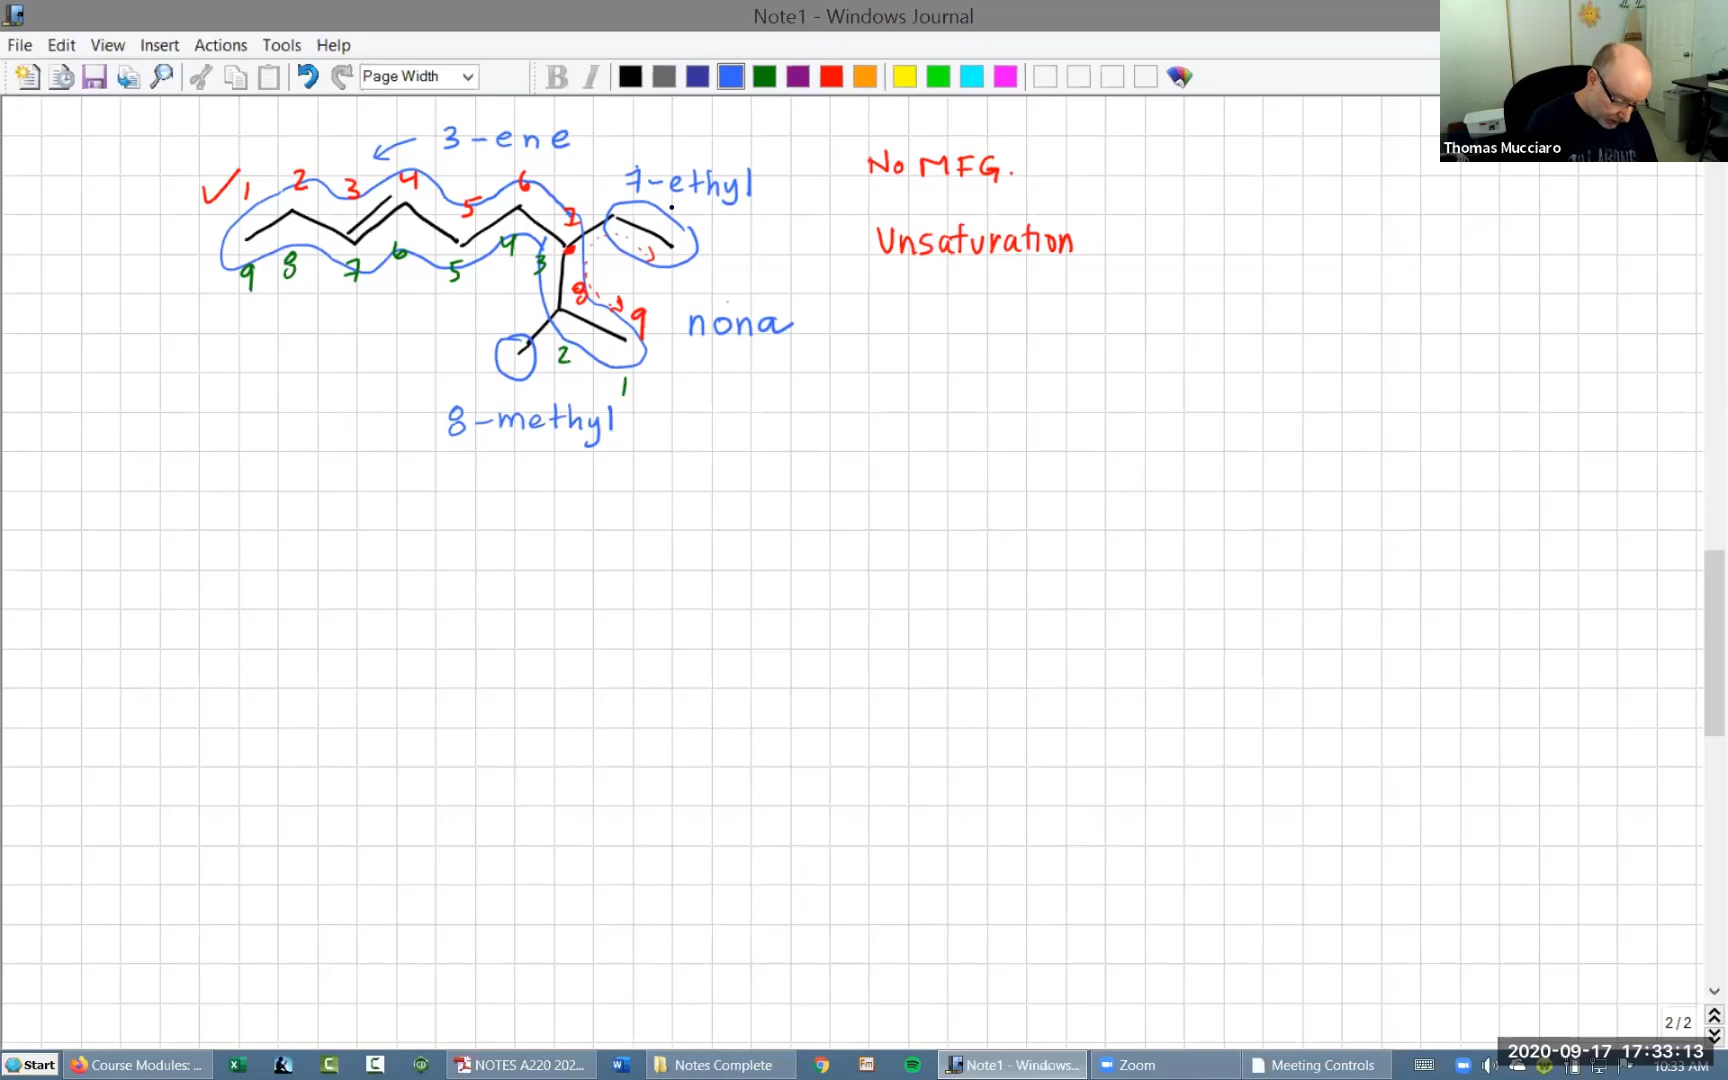 Note1 - Windows Journal
File Edit View Insert Actions Tools Help
Page Width
B I
Thomas Mucciaro
3-ene
7-ethyl
No MFG.
1 2 3 4 5 6 7
Unsaturation
9 8 7 6 5 4 3
8 9
nona
2
1
8-methyl
2 / 2
2020-09-17 17:33:13
Start Course Modules: ... NOTES A220 202... Notes Complete Note1 - Windows... Zoom Meeting Controls 10:33 AM